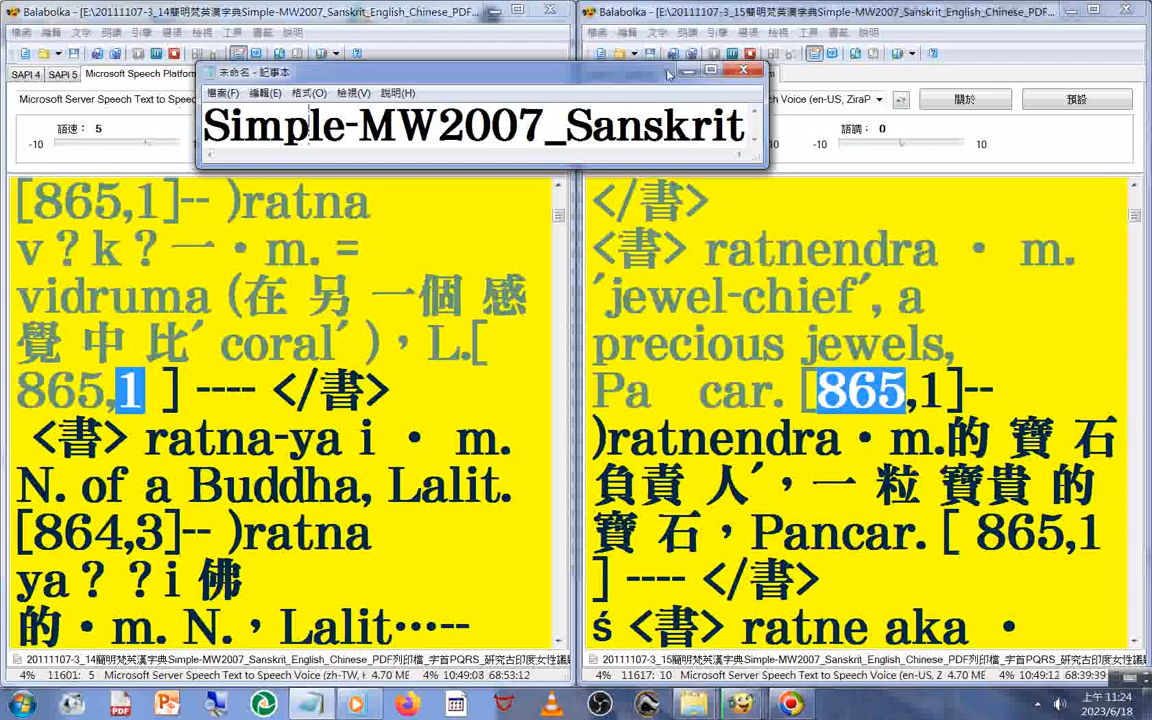 Balabolka - [E:\20111107-3_14簡明梵英漢字典Simple-MW2007_Sanskrit_English_Chinese_PDF...
Balabolka - [E:\20111107-3_15簡明梵英漢字典Simple-MW2007_Sanskrit_English_Chinese_PDF...
SAPI 4 SAPI 5 Microsoft Speech Platform
未命名 - 記事本
檔案(F) 編輯(E) 格式(O) 檢視(V) 說明(H)
Simple-MW2007_Sanskrit
Microsoft Server Speech Text to Speech
Voice (en-US, ZiraP
關於
預設
語速： 5
語調： 0
-10
-10 10
[865,1]-- )ratna
v？k？一・m. =
vidruma (在 另 一個 感
覺 中 比′ coral′ )，L.[
865,1 ] ---- </書>
<書> ratna-ya i ・ m.
N. of a Buddha, Lalit.
[864,3]-- )ratna
ya？ ？i 佛
的・m. N.，Lalit…--
</書>
<書> ratnendra ・ m.
′jewel-chief′, a
precious jewels,
Pa car. [865,1]--
)ratnendra・m.的 寶 石
負責 人′，一 粒 寶貴 的
寶 石，Pancar. [ 865,1
] ---- </書>
ś <書> ratne aka ・
20111107-3_14簡明梵英漢字典Simple-MW2007_Sanskrit_English_Chinese_PDF列印檔_字首PQRS_研究古印度女性議
20111107-3_15簡明梵英漢字典Simple-MW2007_Sanskrit_English_Chinese_PDF列印檔_字首PQRS_研究古印度女性議
4% 11601: 5 Microsoft Server Speech Text to Speech Voice (zh-TW, H 4.70 ME 10:49:03 68:53:12
4% 11617: 10 Microsoft Server Speech Text to Speech Voice (en-US, Z 4.70 ME 10:49:49 68:39:39
上午 11:24
2023/6/18